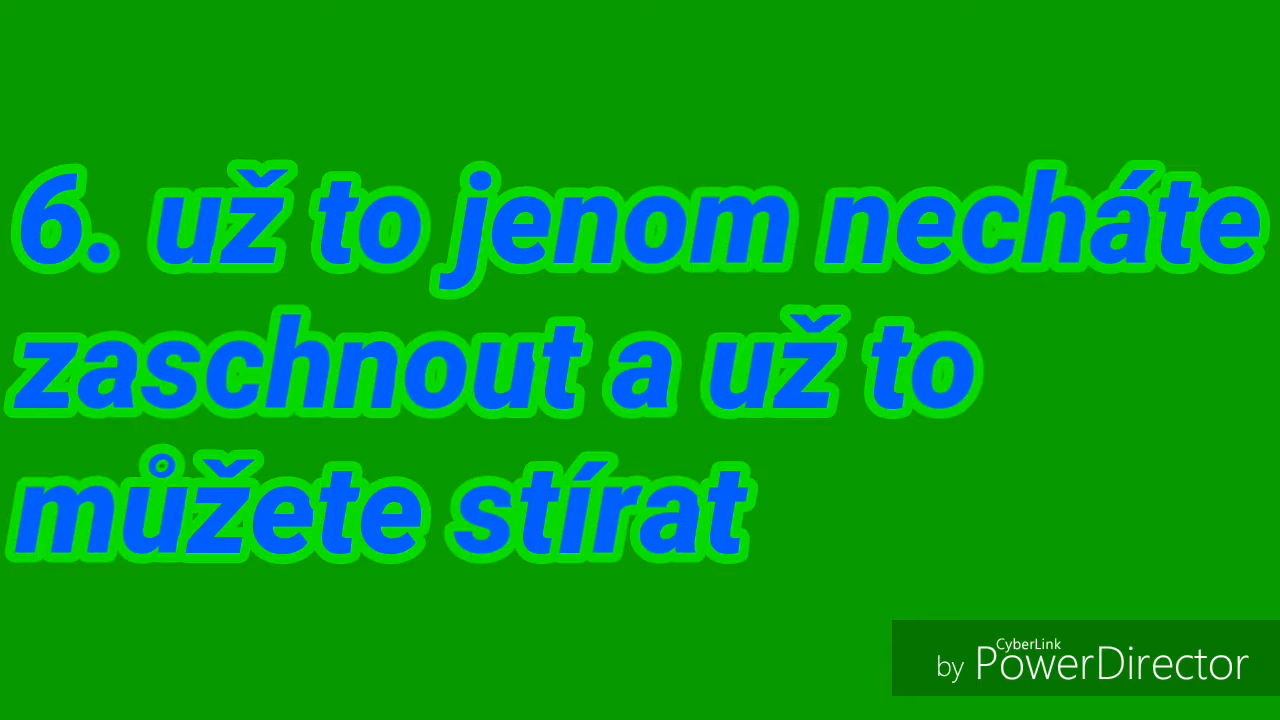 6. už to jenom necháte
zaschnout a už to
můžete stírat
CyberLink
by PowerDirector